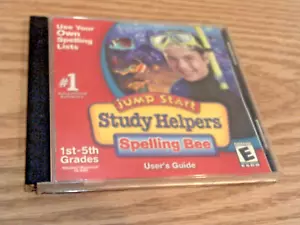 Use Your
Own
Spelling
Lists
#1
Jump Start
Study Helpers
Spelling Bee
1st-5th
Grades
User's Guide
E